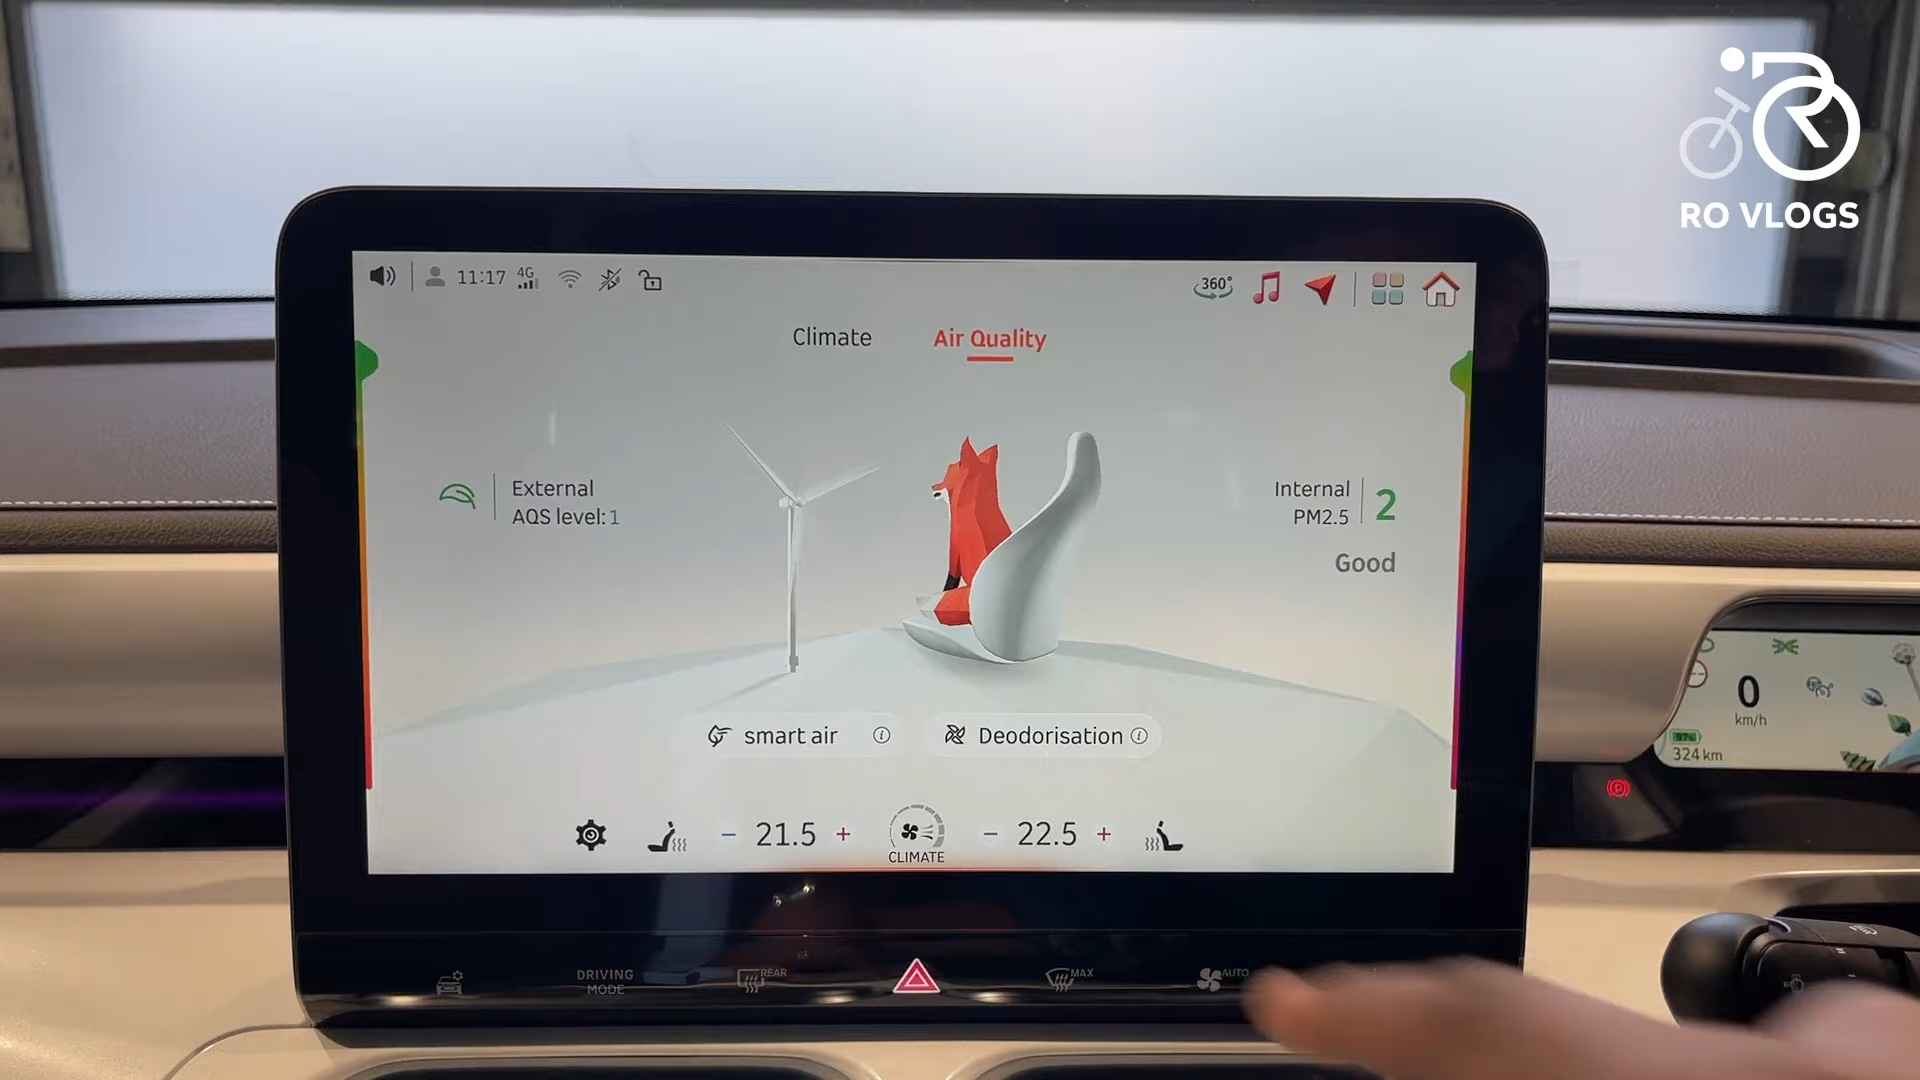 RO VLOGS
11:17 4G
360°
Climate Air Quality
External
AQS level: 1
Internal
PM2.5
2
Good
smart air
Deodorisation
- 21.5 +
CLIMATE
- 22.5 +
0
km/h
97%
324 km
P
DRIVING
MODE
REAR
MAX
AUTO